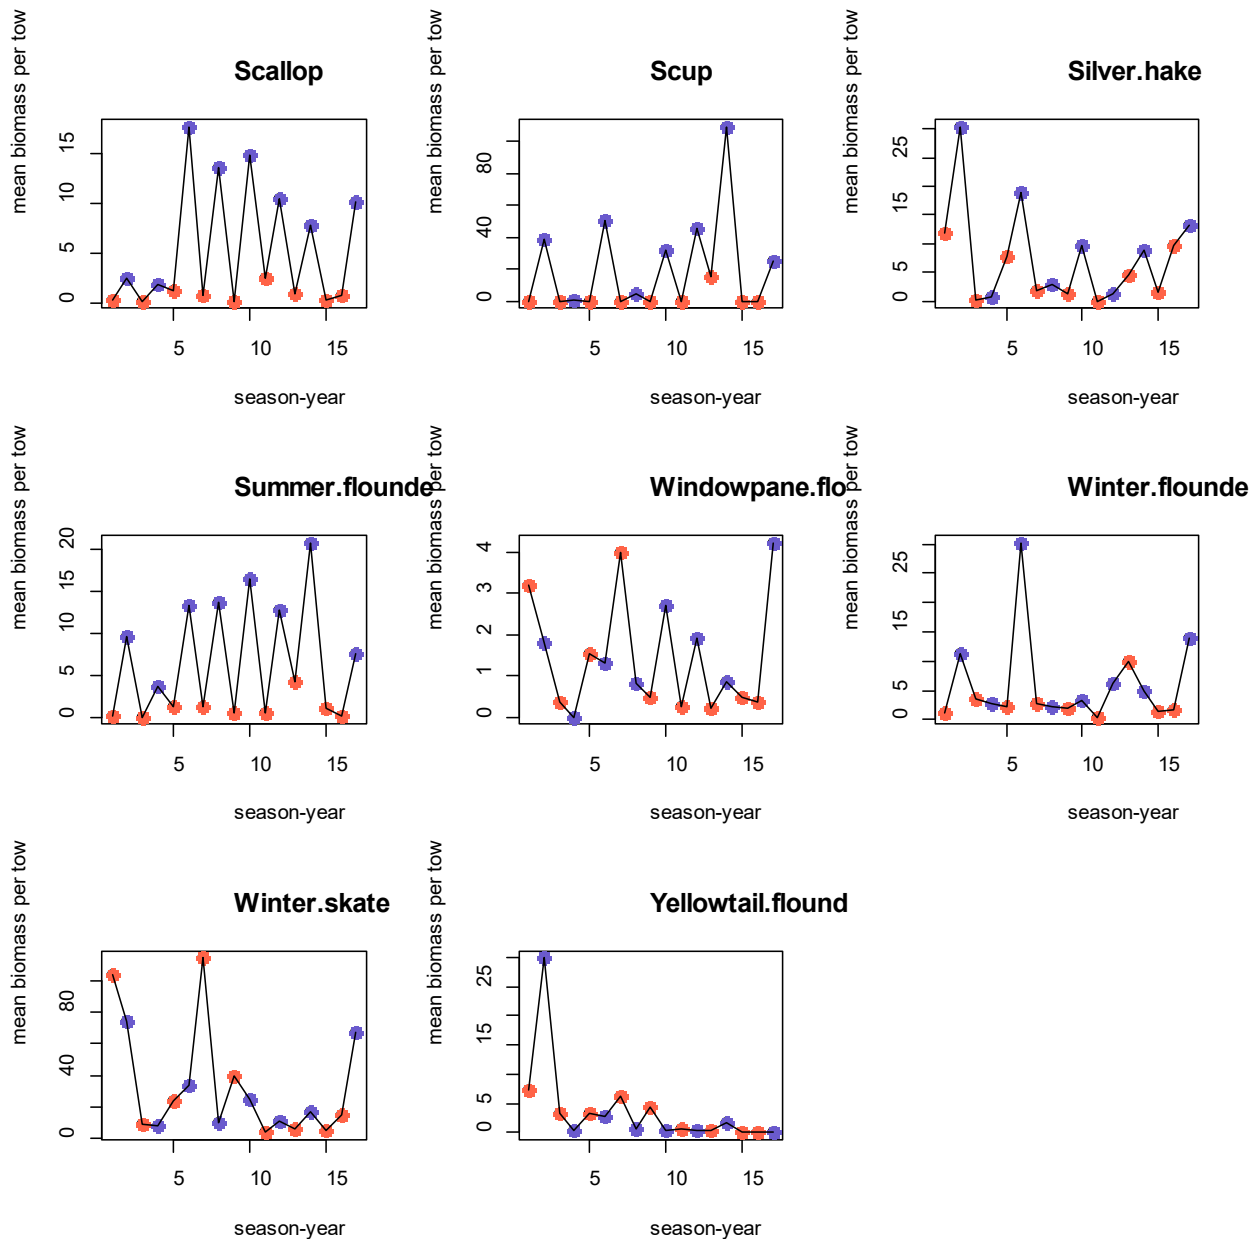 Scallop
mean biomass per tow
0 5 10 15
5 10 15
season-year
Scup
mean biomass per tow
0 40 80
5 10 15
season-year
Silver.hake
mean biomass per tow
0 5 15 25
5 10 15
season-year
Summer.flounde
mean biomass per tow
0 5 10 15 20
5 10 15
season-year
Windowpane.flo
mean biomass per tow
0 1 2 3 4
5 10 15
season-year
Winter.flounde
mean biomass per tow
0 5 15 25
5 10 15
season-year
Winter.skate
mean biomass per tow
0 40 80
5 10 15
season-year
Yellowtail.flound
mean biomass per tow
0 5 15 25
5 10 15
season-year